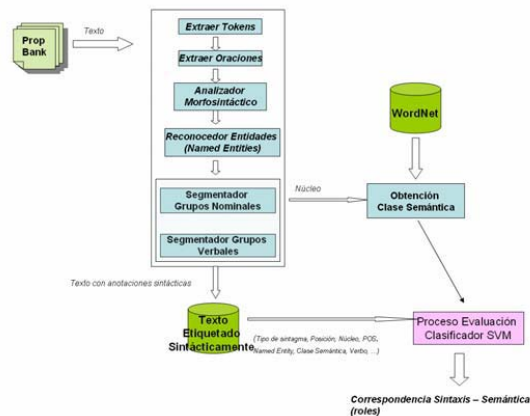 Prop
Bank
Texto
Extraer Tokens
Extraer Oraciones
Analizador
Morfosintáctico
Reconocedor Entidades
(Named Entities)
Segmentador
Grupos Nominales
Segmentador Grupos
Verbales
Núcleo
WordNet
Obtención
Clase Semántica
Texto con anotaciones sintácticas
Texto
Etiquetado
Sintácticamente
(Tipo de sintagma, Posición, Núcleo, POS,
Named Entity, Clase Semántica, Verbo, ...)
Proceso Evaluación
Clasificador SVM
Correspondencia Sintaxis – Semántica
(roles)